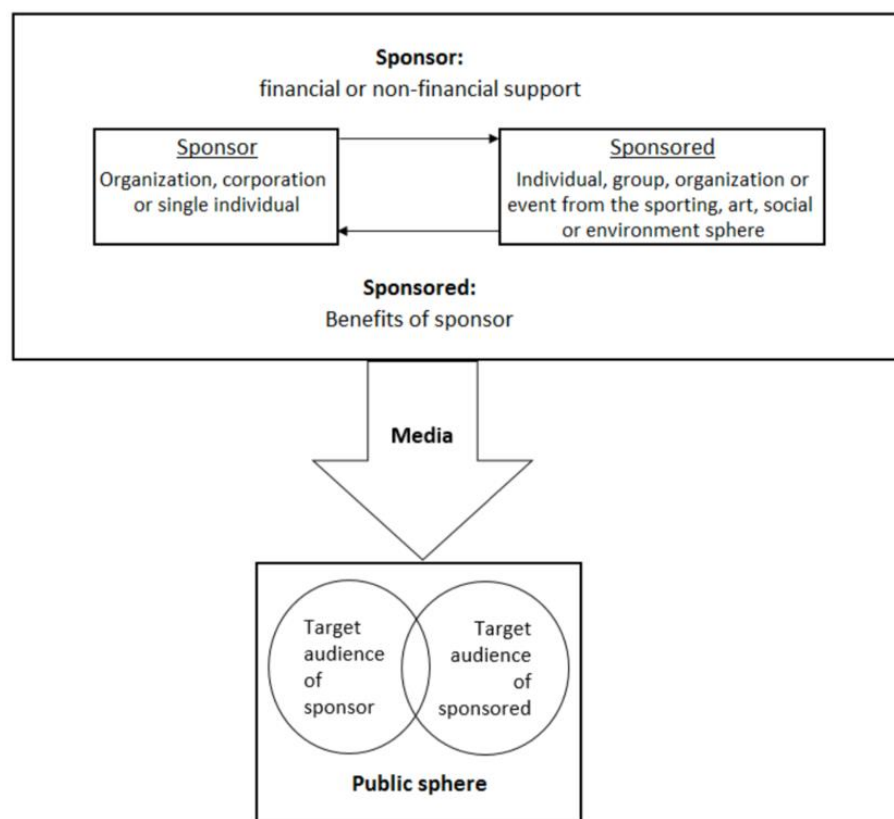 Sponsor:
financial or non-financial support
Sponsor
Organization, corporation
or single individual
Sponsored
Individual, group, organization or
event from the sporting, art, social
or environment sphere
Sponsored:
Benefits of sponsor
Media
Target
audience
of
sponsor
Target
audience
of
sponsored
Public sphere